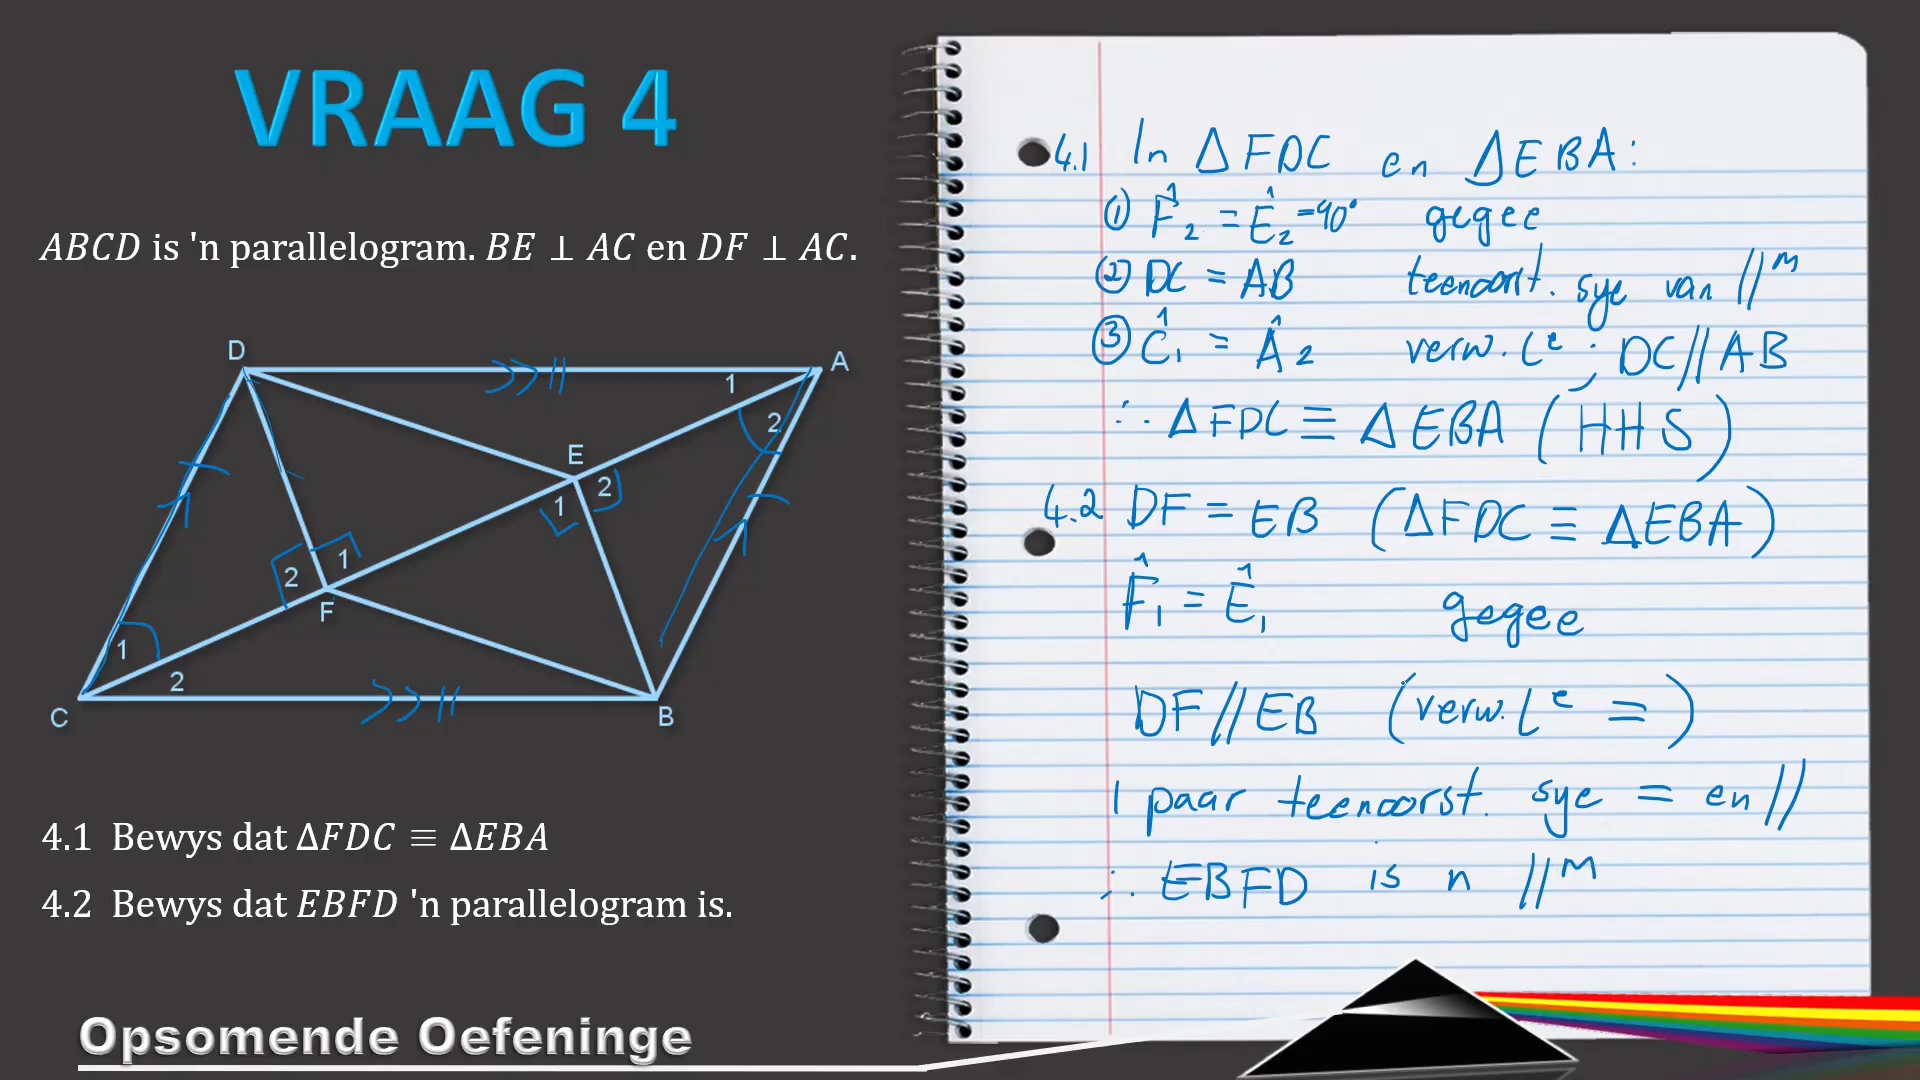 VRAAG 4
ABCD is 'n parallelogram. BE ⊥ AC en DF ⊥ AC.
D
A
1
2
E
2
1
1
2
F
1
2
C
B
4.1 Bewys dat ΔFDC ≡ ΔEBA
4.2 Bewys dat EBFD 'n parallelogram is.
Opsomende Oefeninge
4.1 In ΔFDC en ΔEBA:
① F̂₂ = Ê₂ = 90° gegee
② DC = AB teenoorst. sye van //ᵐ
③ Ĉ₁ = Â₂ verw. Lᵉ ; DC//AB
∴ ΔFDC ≡ ΔEBA (HHS)
4.2 DF = EB (ΔFDC ≡ ΔEBA)
F̂₁ = Ê₁ gegee
DF//EB (verw. Lᵉ =)
1 paar teenoorst. sye = en //
∴ EBFD is n //ᵐ